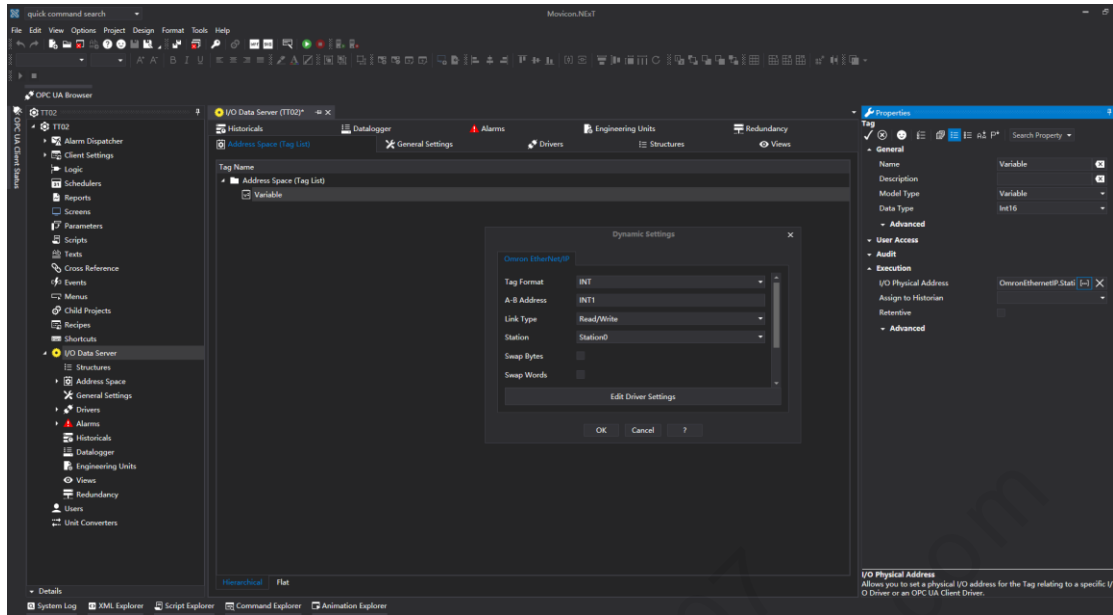 quick command search
Movicon.NExT
File Edit View Options Project Design Format Tools Help
OPC UA Browser
OPC UA Client Status
TT02
TT02
Alarm Dispatcher
Client Settings
Logic
Schedulers
Reports
Screens
Parameters
Scripts
Texts
Cross Reference
Events
Menus
Child Projects
Recipes
Shortcuts
I/O Data Server
Structures
Address Space
General Settings
Drivers
Alarms
Historicals
Datalogger
Engineering Units
Views
Redundancy
Users
Unit Converters
Details
I/O Data Server (TT02)*
Historicals Datalogger Alarms Engineering Units Redundancy
Address Space (Tag List) General Settings Drivers Structures Views
Tag Name
Address Space (Tag List)
Variable
Dynamic Settings
Omron EtherNet/IP
Tag Format INT
A-B Address INT1
Link Type Read/Write
Station Station0
Swap Bytes
Swap Words
Edit Driver Settings
OK Cancel ?
Hierarchical Flat
Properties
Tag
Search Property
General
Name Variable
Description
Model Type Variable
Data Type Int16
Advanced
User Access
Audit
Execution
I/O Physical Address OmronEthernetIP.Stati
Assign to Historian
Retentive
Advanced
I/O Physical Address
Allows you to set a physical I/O address for the Tag relating to a specific I/
O Driver or an OPC UA Client Driver.
System Log XML Explorer Script Explorer Command Explorer Animation Explorer